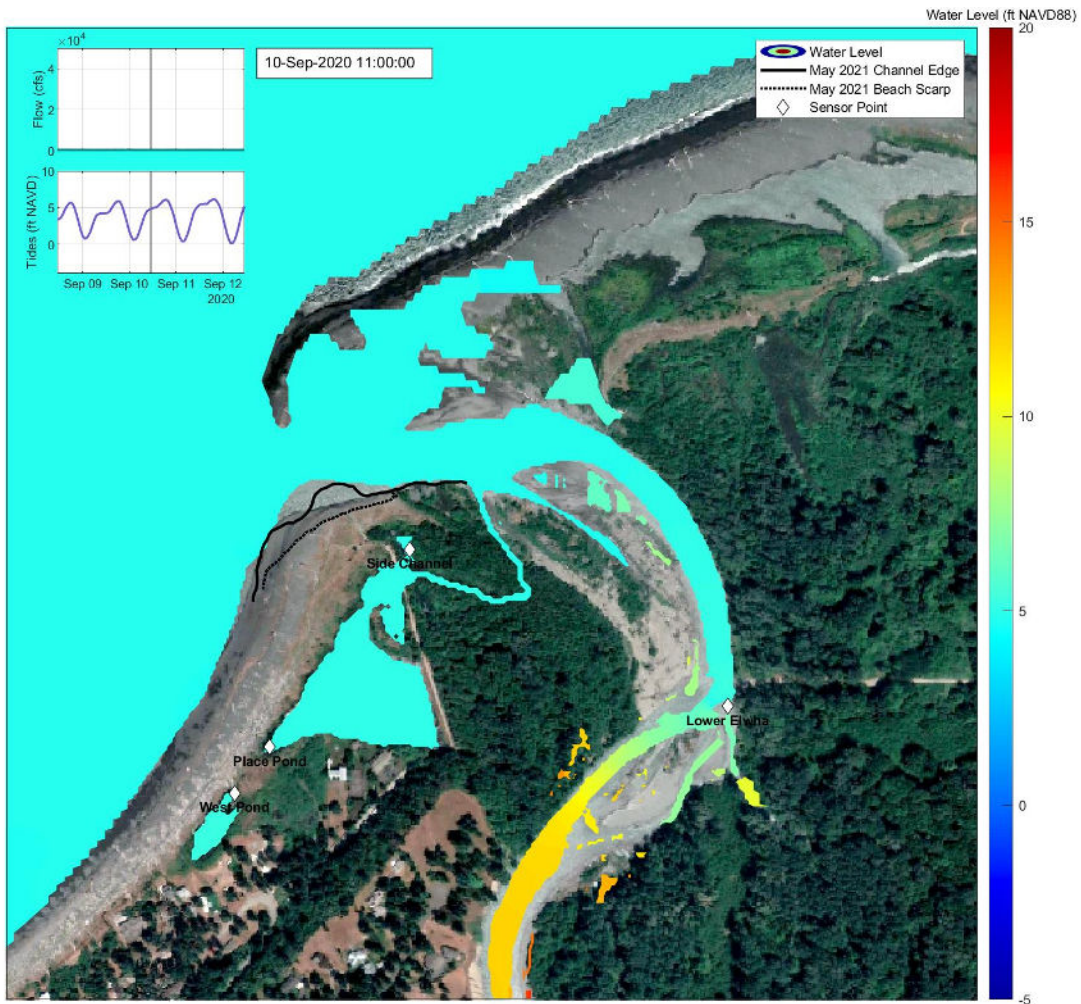 Water Level (ft NAVD88)
×10^4
4
2
0
Flow (cfs)
10-Sep-2020 11:00:00
Water Level
May 2021 Channel Edge
May 2021 Beach Scarp
Sensor Point
10
5
0
Tides (ft NAVD)
Sep 09 Sep 10 Sep 11 Sep 12
2020
Side Channel
Lower Elwha
Place Pond
West Pond
20
15
10
5
0
-5